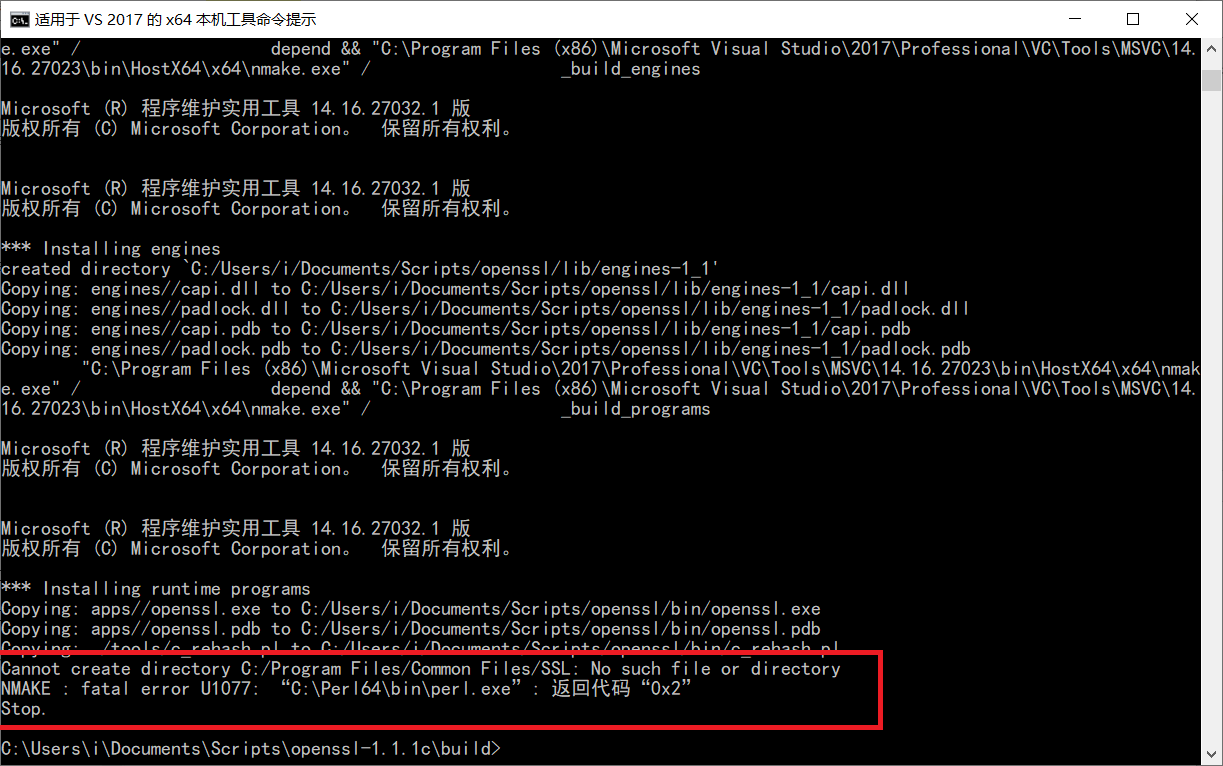 适用于 VS 2017 的 x64 本机工具命令提示
e.exe" /                   depend && "C:\Program Files (x86)\Microsoft Visual Studio\2017\Professional\VC\Tools\MSVC\14.
16.27023\bin\HostX64\x64\nmake.exe" /                   _build_engines
Microsoft (R) 程序维护实用工具 14.16.27032.1 版
版权所有 (C) Microsoft Corporation。  保留所有权利。
Microsoft (R) 程序维护实用工具 14.16.27032.1 版
版权所有 (C) Microsoft Corporation。  保留所有权利。
*** Installing engines
created directory `C:/Users/i/Documents/Scripts/openssl/lib/engines-1_1'
Copying: engines//capi.dll to C:/Users/i/Documents/Scripts/openssl/lib/engines-1_1/capi.dll
Copying: engines//padlock.dll to C:/Users/i/Documents/Scripts/openssl/lib/engines-1_1/padlock.dll
Copying: engines//capi.pdb to C:/Users/i/Documents/Scripts/openssl/lib/engines-1_1/capi.pdb
Copying: engines//padlock.pdb to C:/Users/i/Documents/Scripts/openssl/lib/engines-1_1/padlock.pdb
        "C:\Program Files (x86)\Microsoft Visual Studio\2017\Professional\VC\Tools\MSVC\14.16.27023\bin\HostX64\x64\nmak
e.exe" /                   depend && "C:\Program Files (x86)\Microsoft Visual Studio\2017\Professional\VC\Tools\MSVC\14.
16.27023\bin\HostX64\x64\nmake.exe" /                   _build_programs
Microsoft (R) 程序维护实用工具 14.16.27032.1 版
版权所有 (C) Microsoft Corporation。  保留所有权利。
Microsoft (R) 程序维护实用工具 14.16.27032.1 版
版权所有 (C) Microsoft Corporation。  保留所有权利。
*** Installing runtime programs
Copying: apps//openssl.exe to C:/Users/i/Documents/Scripts/openssl/bin/openssl.exe
Copying: apps//openssl.pdb to C:/Users/i/Documents/Scripts/openssl/bin/openssl.pdb
Copying: ./tools/c_rehash.pl to C:/Users/i/Documents/Scripts/openssl/bin/c_rehash.pl
Cannot create directory C:/Program Files/Common Files/SSL: No such file or directory
NMAKE : fatal error U1077: “C:\Perl64\bin\perl.exe”: 返回代码“0x2”
Stop.
C:\Users\i\Documents\Scripts\openssl-1.1.1c\build>